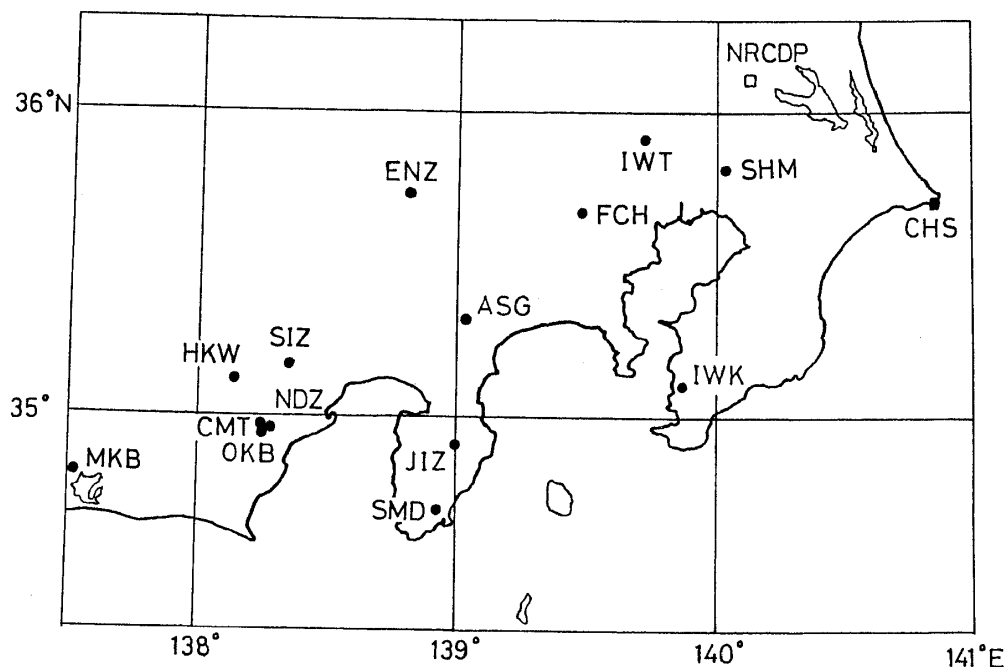 NRCDP
36°N
IWT
SHM
ENZ
FCH
CHS
ASG
SIZ
HKW
IWK
NDZ
35°
CMT
OKB
MKB
JIZ
SMD
138°
139°
140°
141°E